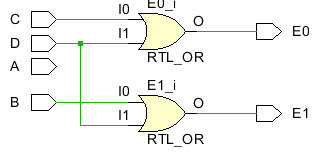 E0_i
C I0 O E0
D I1
RTL_OR
A
E1_i
B I0 O E1
I1
RTL_OR